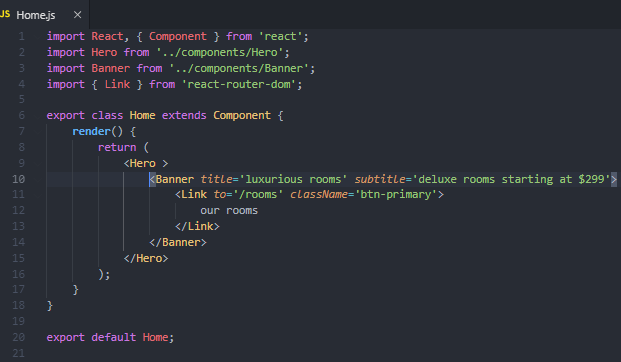 JS Home.js ×
1 import React, { Component } from 'react';
2 import Hero from '../components/Hero';
3 import Banner from '../components/Banner';
4 import { Link } from 'react-router-dom';
5
6 export class Home extends Component {
7     render() {
8         return (
9             <Hero >
10                 <Banner title='luxurious rooms' subtitle='deluxe rooms starting at $299'>
11                     <Link to='/rooms' className='btn-primary'>
12                         our rooms
13                     </Link>
14                 </Banner>
15             </Hero>
16         );
17     }
18 }
19
20 export default Home;
21